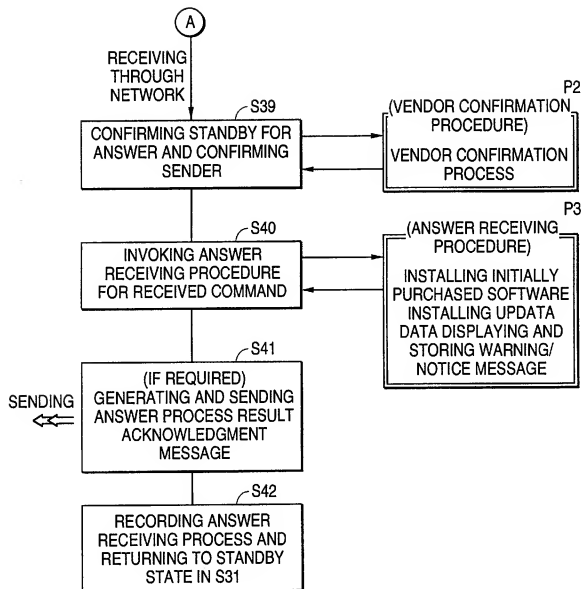 A
RECEIVING
THROUGH
NETWORK
S39
CONFIRMING STANDBY FOR
ANSWER AND CONFIRMING
SENDER
P2
(VENDOR CONFIRMATION
PROCEDURE)
VENDOR CONFIRMATION
PROCESS
S40
INVOKING ANSWER
RECEIVING PROCEDURE
FOR RECEIVED COMMAND
P3
(ANSWER RECEIVING
PROCEDURE)
INSTALLING INITIALLY
PURCHASED SOFTWARE
INSTALLING UPDATA
DATA DISPLAYING AND
STORING WARNING/
NOTICE MESSAGE
S41
(IF REQUIRED)
GENERATING AND SENDING
ANSWER PROCESS RESULT
ACKNOWLEDGMENT
MESSAGE
SENDING
S42
RECORDING ANSWER
RECEIVING PROCESS AND
RETURNING TO STANDBY
STATE IN S31